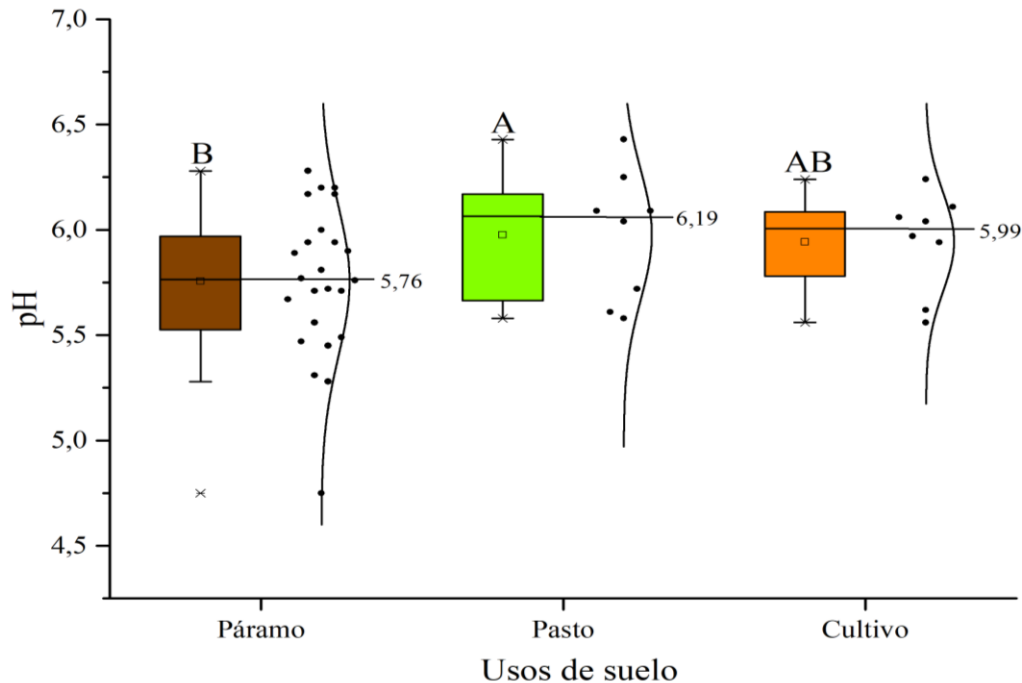 7,0
6,5
6,0
5,5
5,0
4,5
pH
B
A
AB
5,76
6,19
5,99
Páramo
Pasto
Cultivo
Usos de suelo